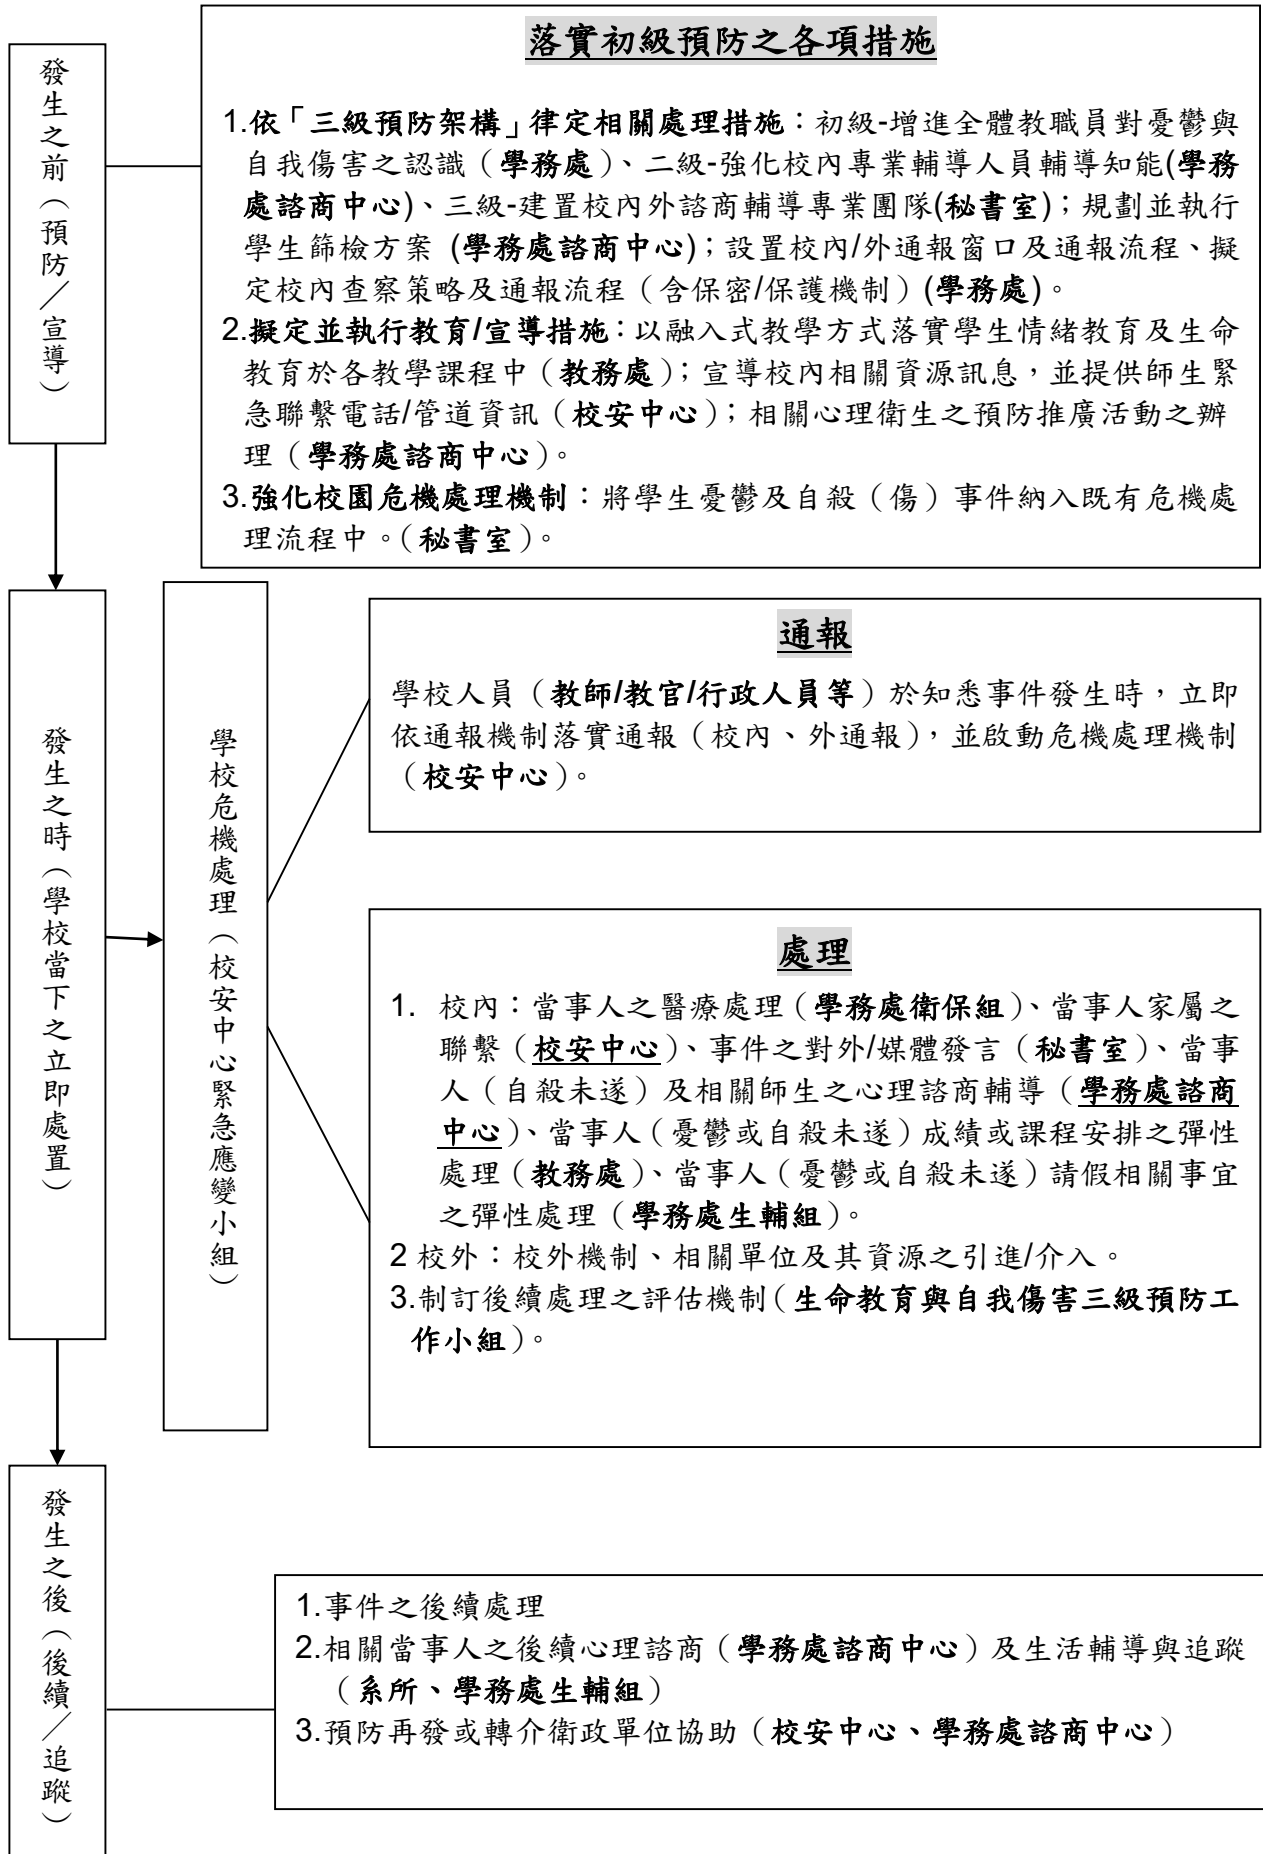 發生之前（預防／宣導）
落實初級預防之各項措施
1.依「三級預防架構」律定相關處理措施：初級-增進全體教職員對憂鬱與
自我傷害之認識（學務處）、二級-強化校內專業輔導人員輔導知能(學務
處諮商中心)、三級-建置校內外諮商輔導專業團隊(秘書室)；規劃並執行
學生篩檢方案 (學務處諮商中心)；設置校內/外通報窗口及通報流程、擬
定校內查察策略及通報流程（含保密/保護機制）(學務處)。
2.擬定並執行教育/宣導措施：以融入式教學方式落實學生情緒教育及生命
教育於各教學課程中（教務處）；宣導校內相關資源訊息，並提供師生緊
急聯繫電話/管道資訊（校安中心）；相關心理衛生之預防推廣活動之辦
理（學務處諮商中心）。
3.強化校園危機處理機制：將學生憂鬱及自殺（傷）事件納入既有危機處
理流程中。（秘書室）。
發生之時（學校當下之立即處置）
學校危機處理（校安中心緊急應變小組）
通報
學校人員（教師/教官/行政人員等）於知悉事件發生時，立即
依通報機制落實通報（校內、外通報），並啟動危機處理機制
（校安中心）。
處理
1. 校內：當事人之醫療處理（學務處衛保組）、當事人家屬之
聯繫（校安中心）、事件之對外/媒體發言（秘書室）、當事
人（自殺未遂）及相關師生之心理諮商輔導（學務處諮商
中心）、當事人（憂鬱或自殺未遂）成績或課程安排之彈性
處理（教務處）、當事人（憂鬱或自殺未遂）請假相關事宜
之彈性處理（學務處生輔組）。
2 校外：校外機制、相關單位及其資源之引進/介入。
3.制訂後續處理之評估機制（生命教育與自我傷害三級預防工
作小組）。
發生之後（後續／追蹤）
1.事件之後續處理
2.相關當事人之後續心理諮商（學務處諮商中心）及生活輔導與追蹤
（系所、學務處生輔組）
3.預防再發或轉介衛政單位協助（校安中心、學務處諮商中心）